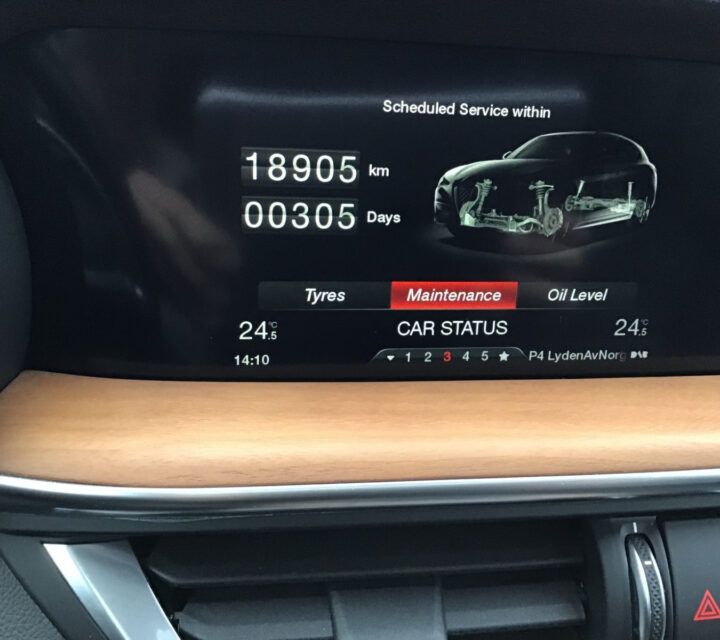 Scheduled Service within
18905 km
00305 Days
Tyres Maintenance Oil Level
24.5°C CAR STATUS 24.5°C
14:10 1 2 3 4 5 P4 LydenAvNorg DAB